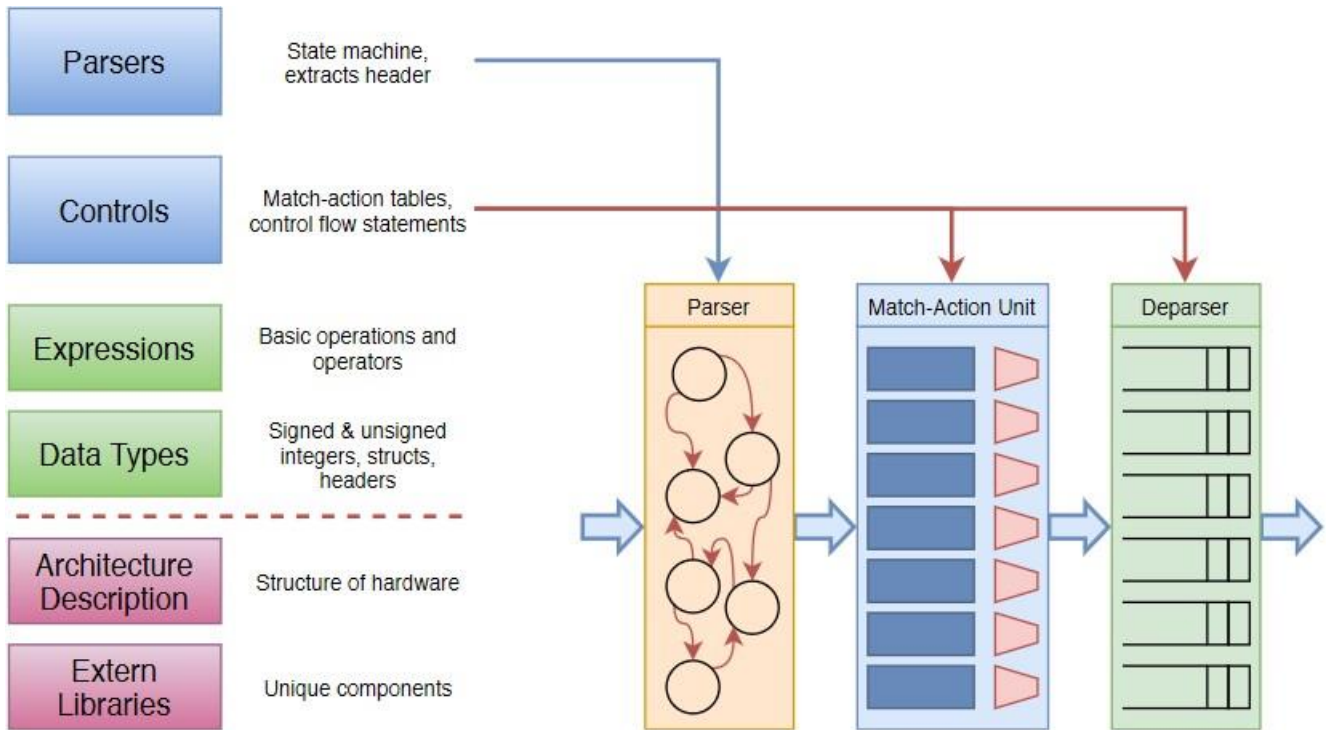 Parsers
State machine,
extracts header
Controls
Match-action tables,
control flow statements
Expressions
Basic operations and
operators
Data Types
Signed & unsigned
integers, structs,
headers
Architecture
Description
Structure of hardware
Extern
Libraries
Unique components
Parser
Match-Action Unit
Deparser